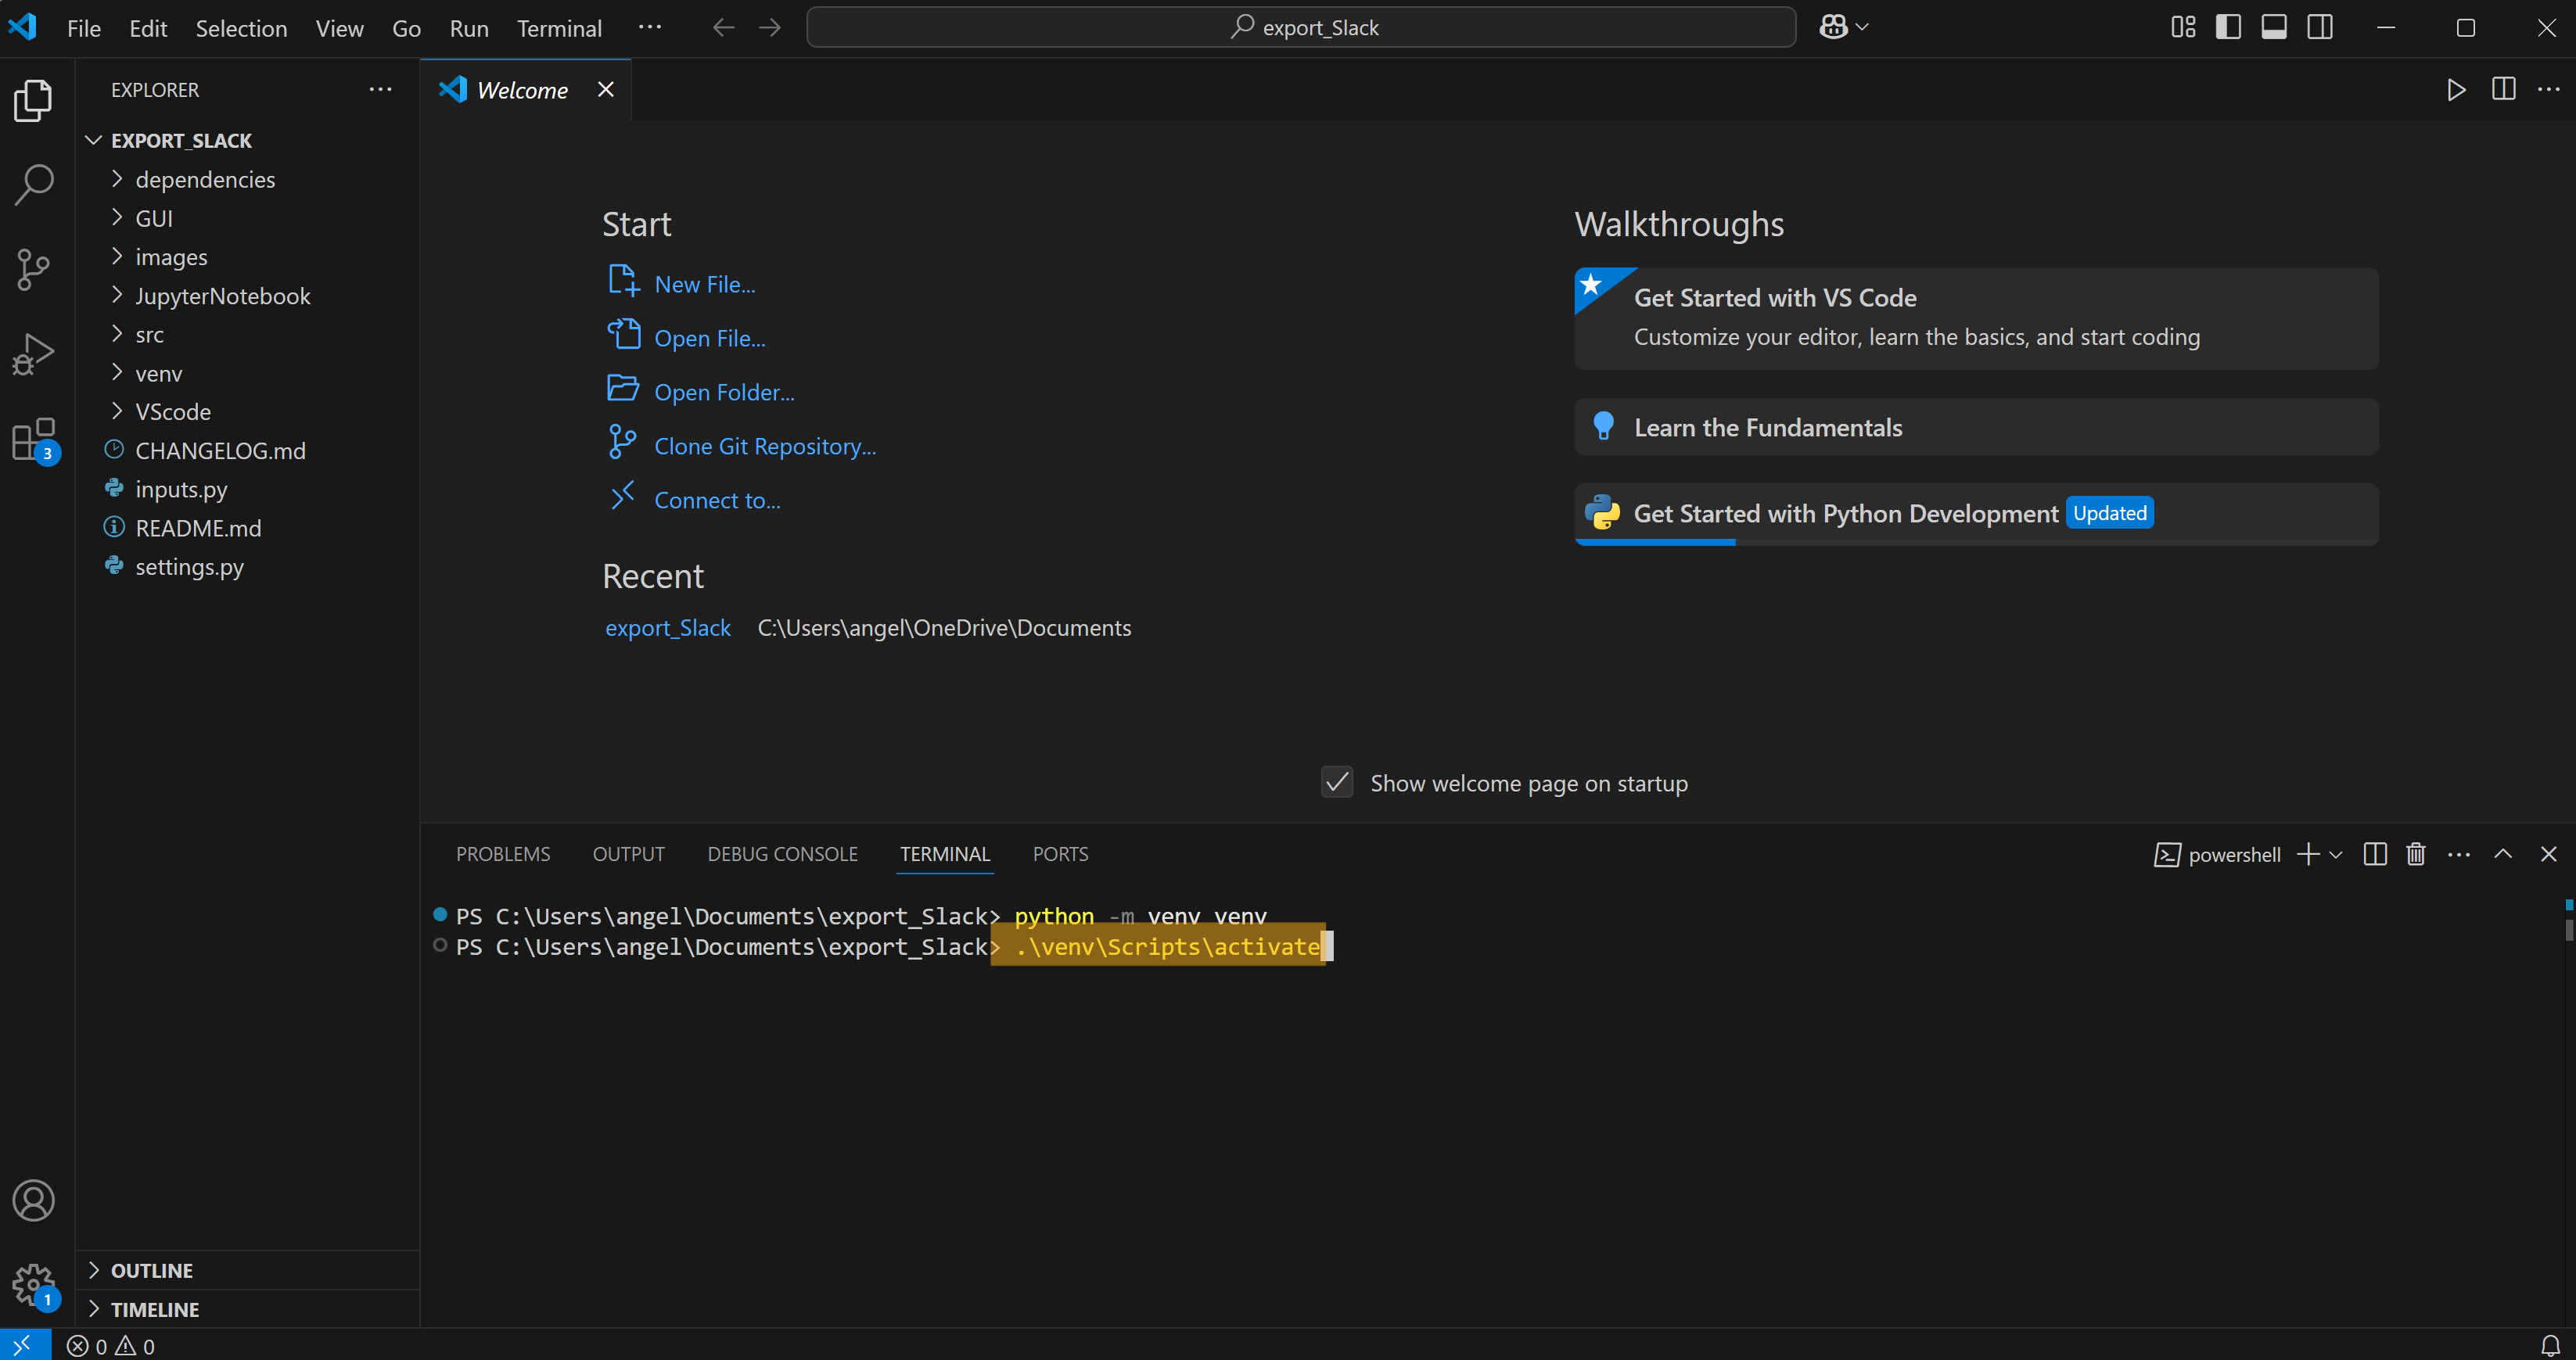 File Edit Selection View Go Run Terminal ··· export_Slack
EXPLORER
EXPORT_SLACK
dependencies
GUI
images
JupyterNotebook
src
venv
VScode
CHANGELOG.md
inputs.py
README.md
settings.py
OUTLINE
TIMELINE
3
1
Welcome
Start
New File...
Open File...
Open Folder...
Clone Git Repository...
Connect to...
Recent
export_Slack C:\Users\angel\OneDrive\Documents
Walkthroughs
Get Started with VS Code
Customize your editor, learn the basics, and start coding
Learn the Fundamentals
Get Started with Python Development Updated
Show welcome page on startup
PROBLEMS OUTPUT DEBUG CONSOLE TERMINAL PORTS
powershell
PS C:\Users\angel\Documents\export_Slack> python -m venv venv
PS C:\Users\angel\Documents\export_Slack> .\venv\Scripts\activate
0 0